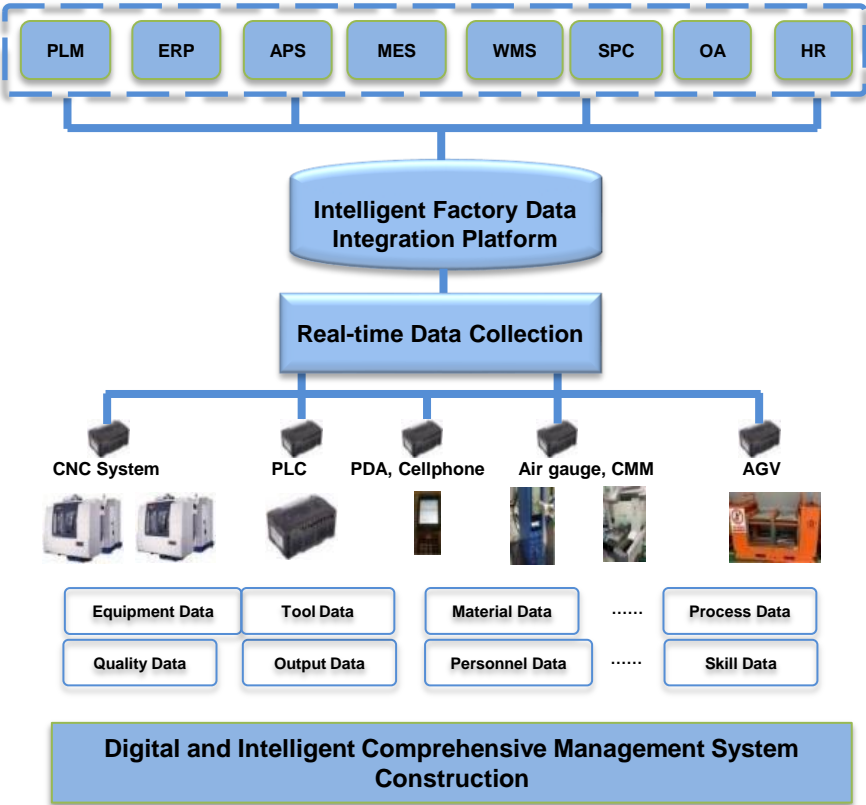 PLM ERP APS MES WMS SPC OA HR
Intelligent Factory Data
Integration Platform
Real-time Data Collection
CNC System PLC PDA, Cellphone Air gauge, CMM AGV
Equipment Data Tool Data Material Data ...... Process Data
Quality Data Output Data Personnel Data ...... Skill Data
Digital and Intelligent Comprehensive Management System
Construction